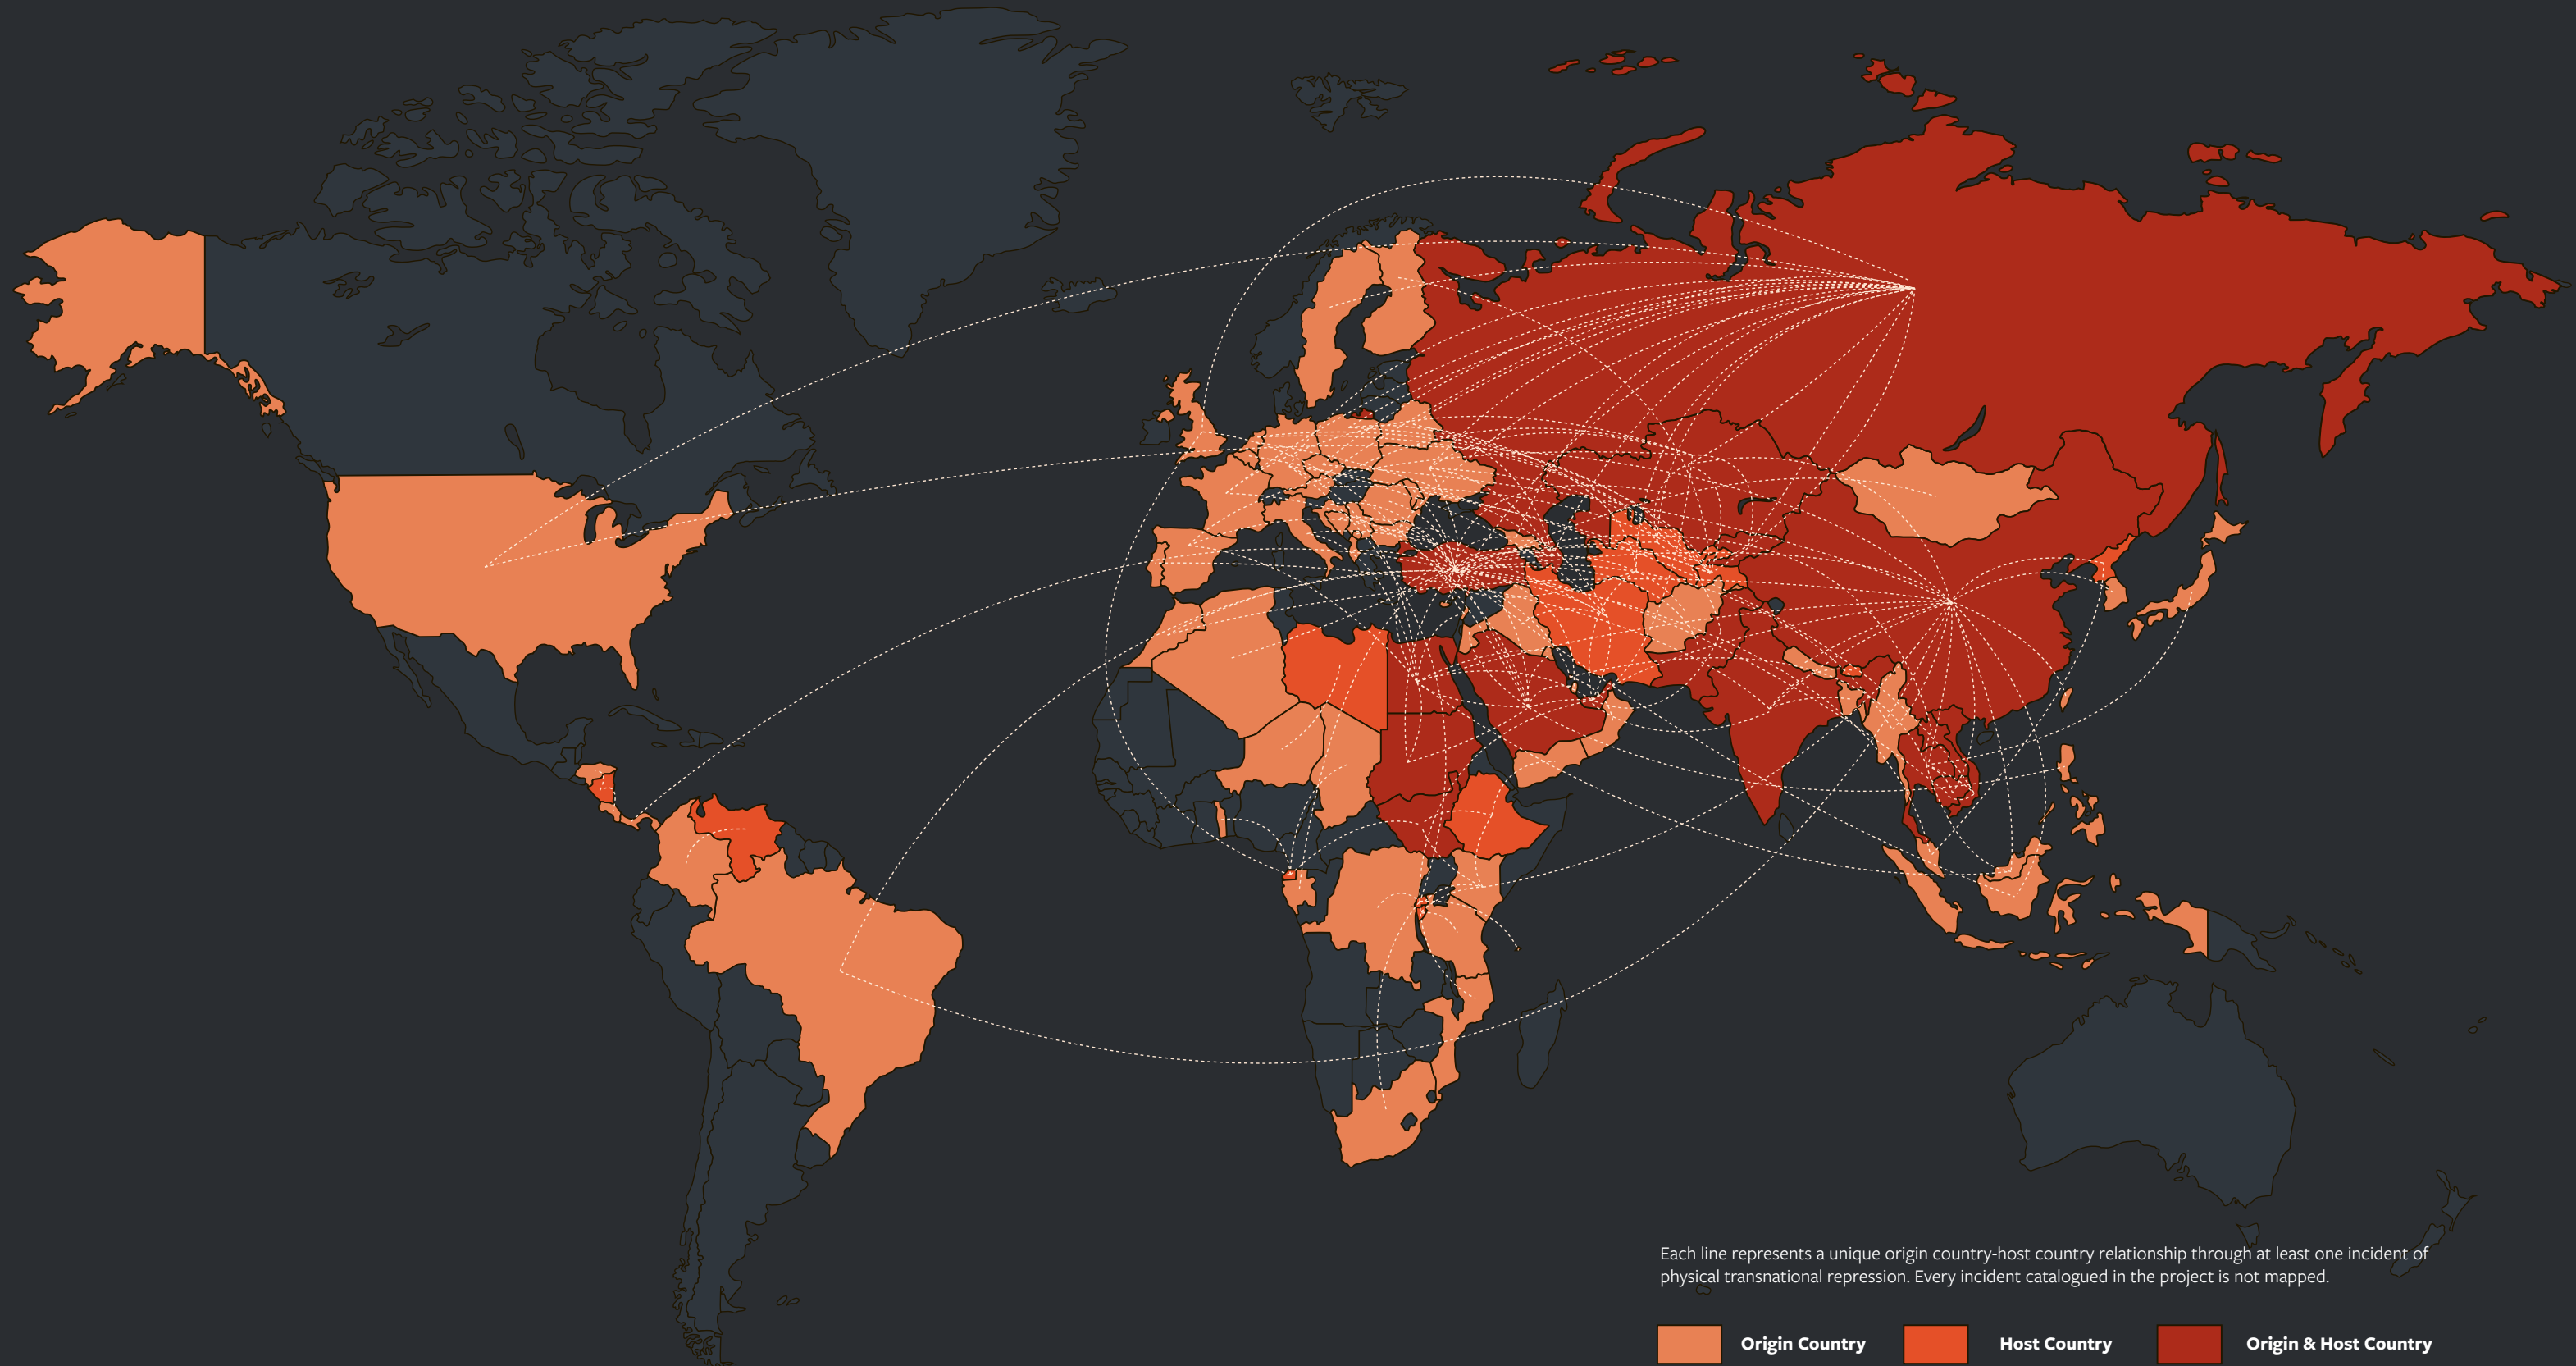 Each line represents a unique origin country-host country relationship through at least one incident of
physical transnational repression. Every incident catalogued in the project is not mapped.
Origin Country
Host Country
Origin & Host Country